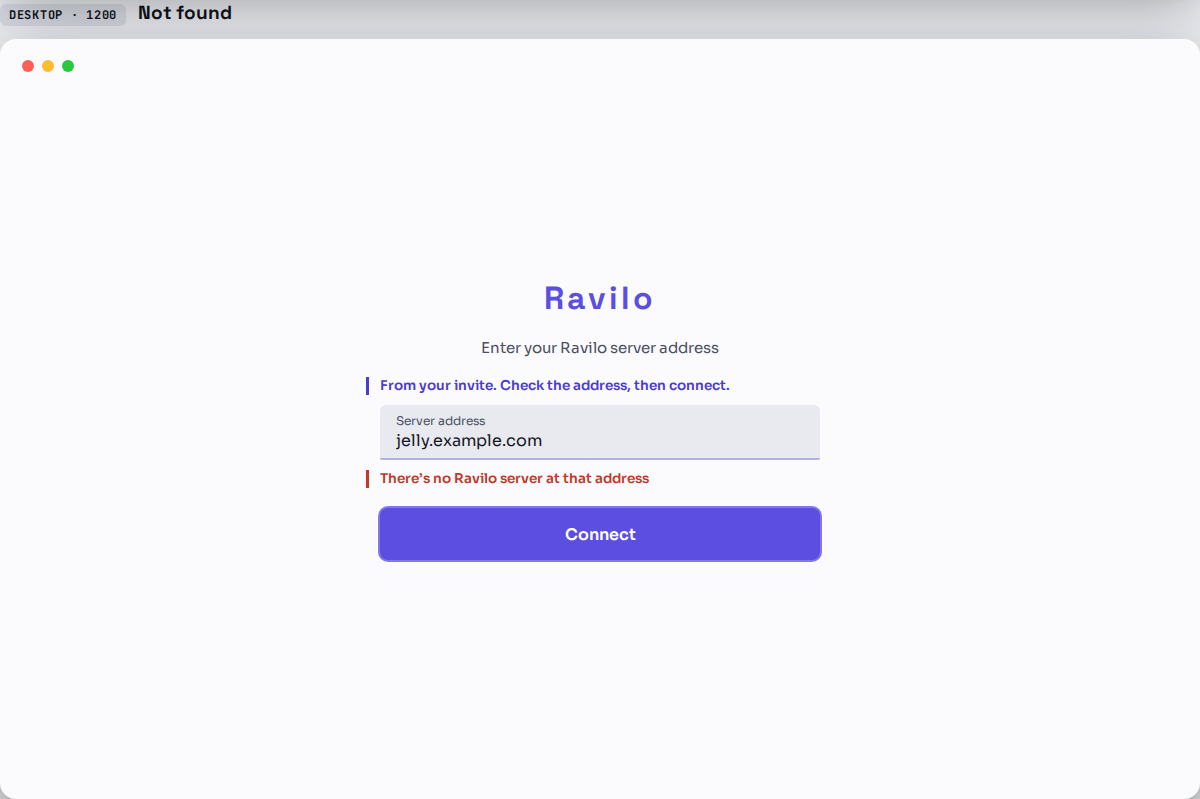 DESKTOP · 1200 Not found
Ravilo
Enter your Ravilo server address
From your invite. Check the address, then connect.
Server address
jelly.example.com
There’s no Ravilo server at that address
Connect